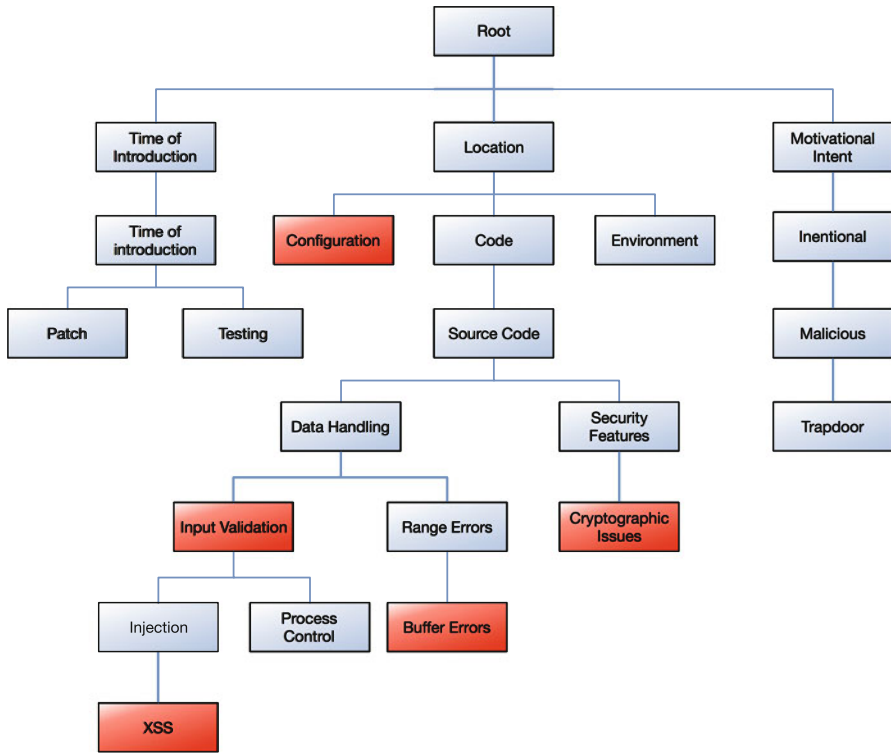 Root
Time of
Introduction
Location
Motivational
Intent
Time of
introduction
Configuration
Code
Environment
Inentional
Patch
Testing
Source Code
Malicious
Data Handling
Security
Features
Trapdoor
Input Validation
Range Errors
Cryptographic
Issues
Injection
Process
Control
Buffer Errors
XSS